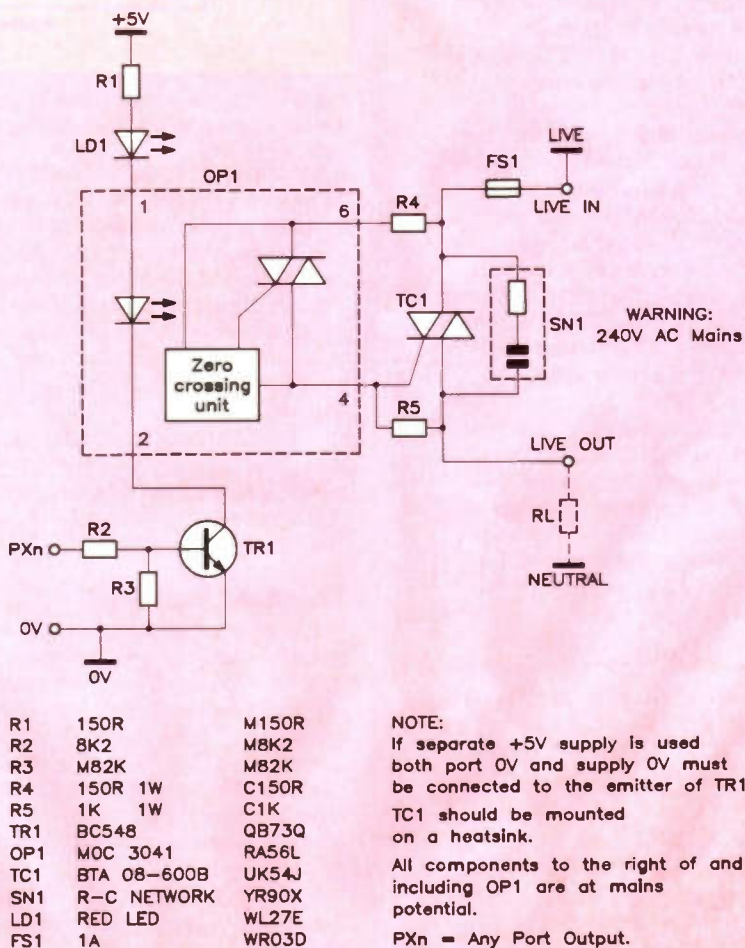 +5V
R1
LD1
OP1
1
6
R4
FS1
LIVE
LIVE IN
TC1
SN1
WARNING:
240V AC Mains
Zero
crossing
unit
4
R5
2
LIVE OUT
RL
NEUTRAL
PXn
R2
TR1
R3
0V
0V
R1 150R M150R
R2 8K2 M8K2
R3 M82K M82K
R4 150R 1W C150R
R5 1K 1W C1K
TR1 BC548 QB73Q
OP1 MOC 3041 RA56L
TC1 BTA 08-600B UK54J
SN1 R-C NETWORK YR90X
LD1 RED LED WL27E
FS1 1A WR03D
NOTE:
If separate +5V supply is used
both port 0V and supply 0V must
be connected to the emitter of TR1
TC1 should be mounted
on a heatsink.
All components to the right of and
including OP1 are at mains
potential.
PXn = Any Port Output.